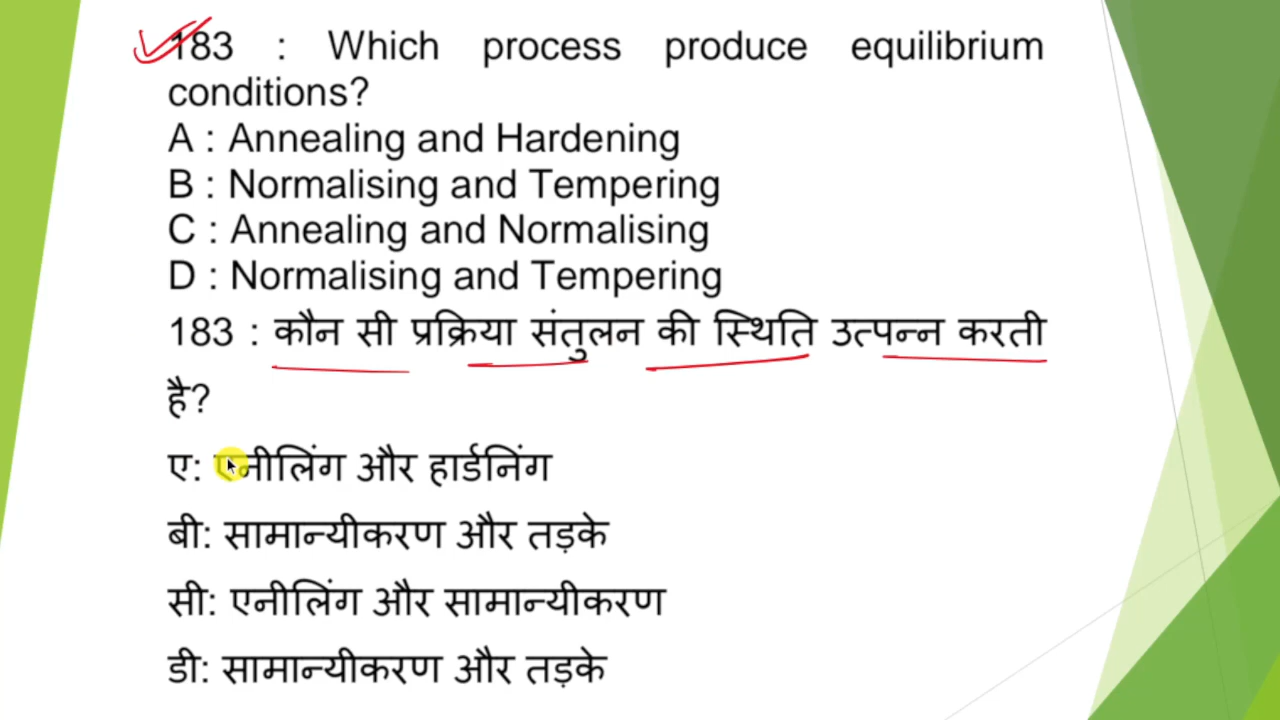 183 : Which process produce equilibrium
conditions?
A : Annealing and Hardening
B : Normalising and Tempering
C : Annealing and Normalising
D : Normalising and Tempering
183 : कौन सी प्रक्रिया संतुलन की स्थिति उत्पन्न करती
है?
ए: एनीलिंग और हार्डनिंग
बी: सामान्यीकरण और तड़के
सी: एनीलिंग और सामान्यीकरण
डी: सामान्यीकरण और तड़के